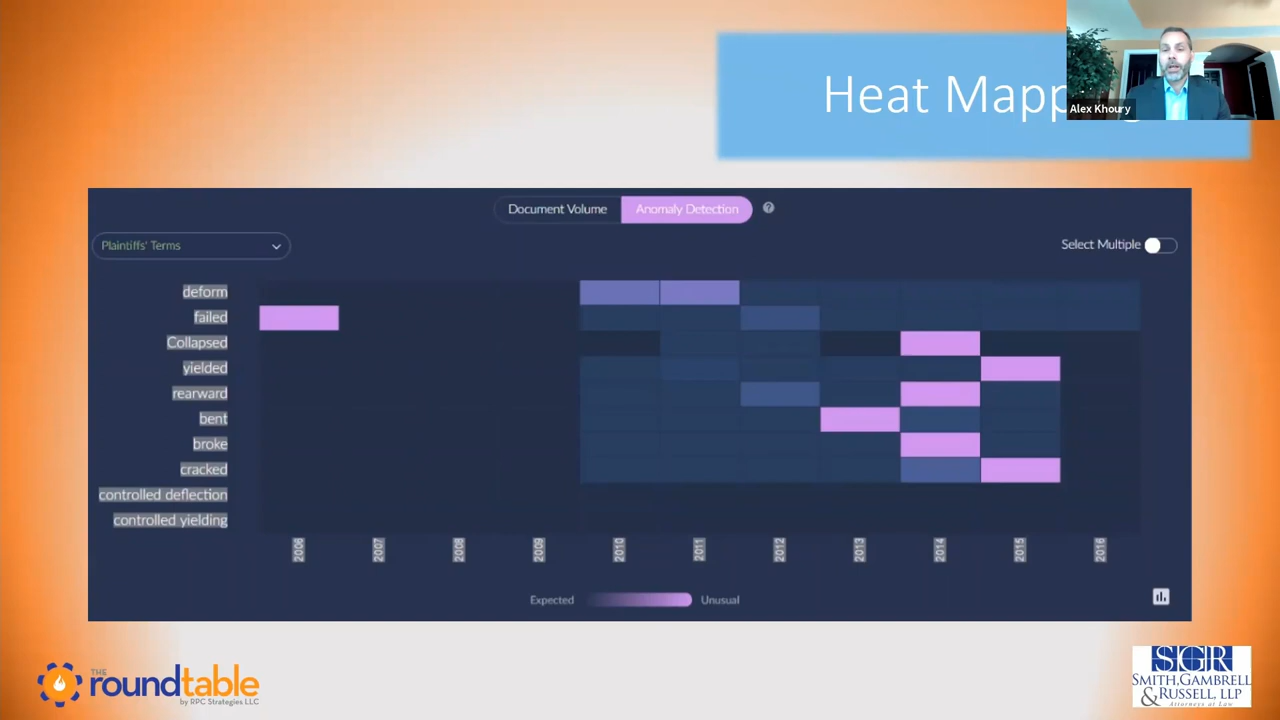 Heat Mapp
Alex Khoury
Document Volume
Anomaly Detection
?
Plaintiffs' Terms
Select Multiple
deform
failed
Collapsed
yielded
rearward
bent
broke
cracked
controlled deflection
controlled yielding
2006
2007
2008
2009
2010
2011
2012
2013
2014
2015
2016
Expected
Unusual
THE
roundtable
by RPC Strategies LLC
SGR
SMITH, GAMBRELL
& RUSSELL, LLP
Attorneys at Law